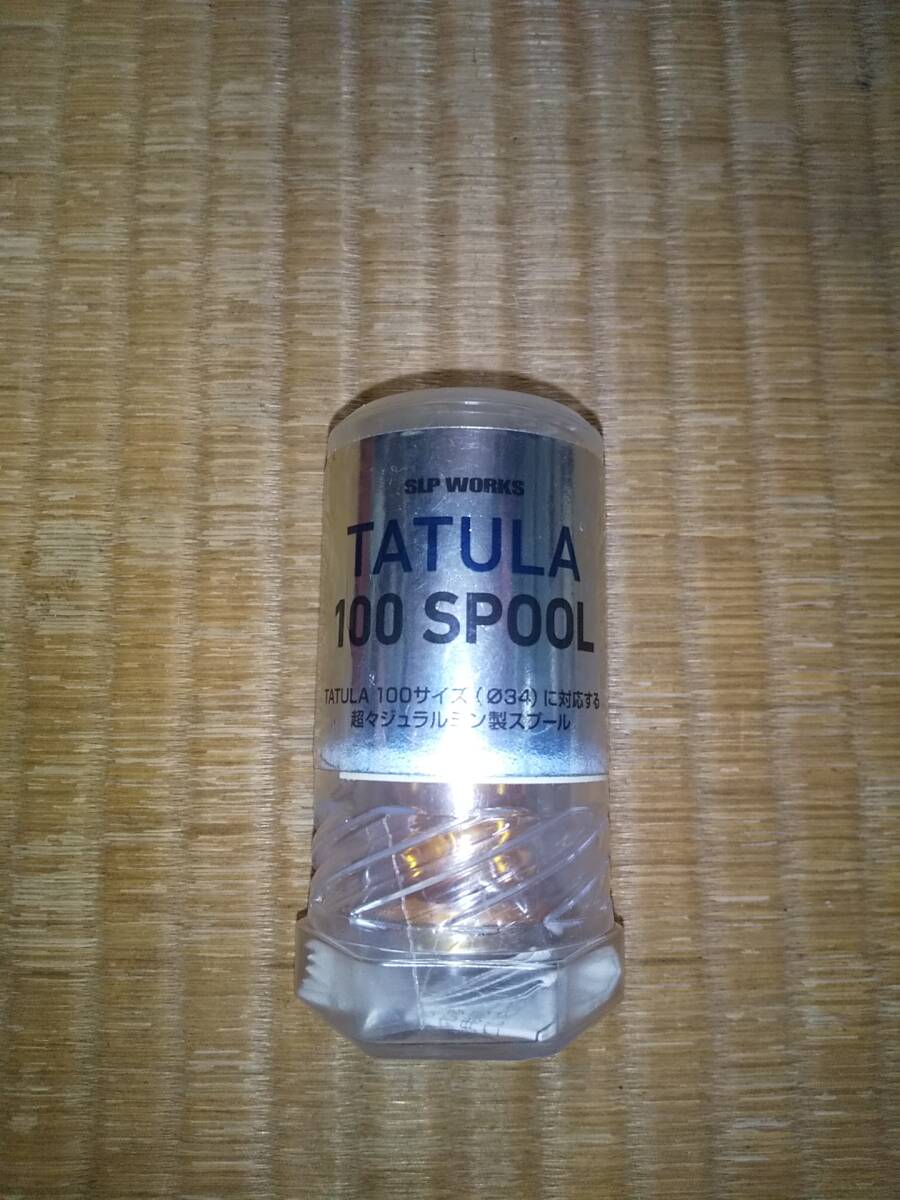 SLP WORKS
TATULA
100 SPOOL
TATULA 100サイズ（Ø34）に対応する
超々ジュラルミン製スプール